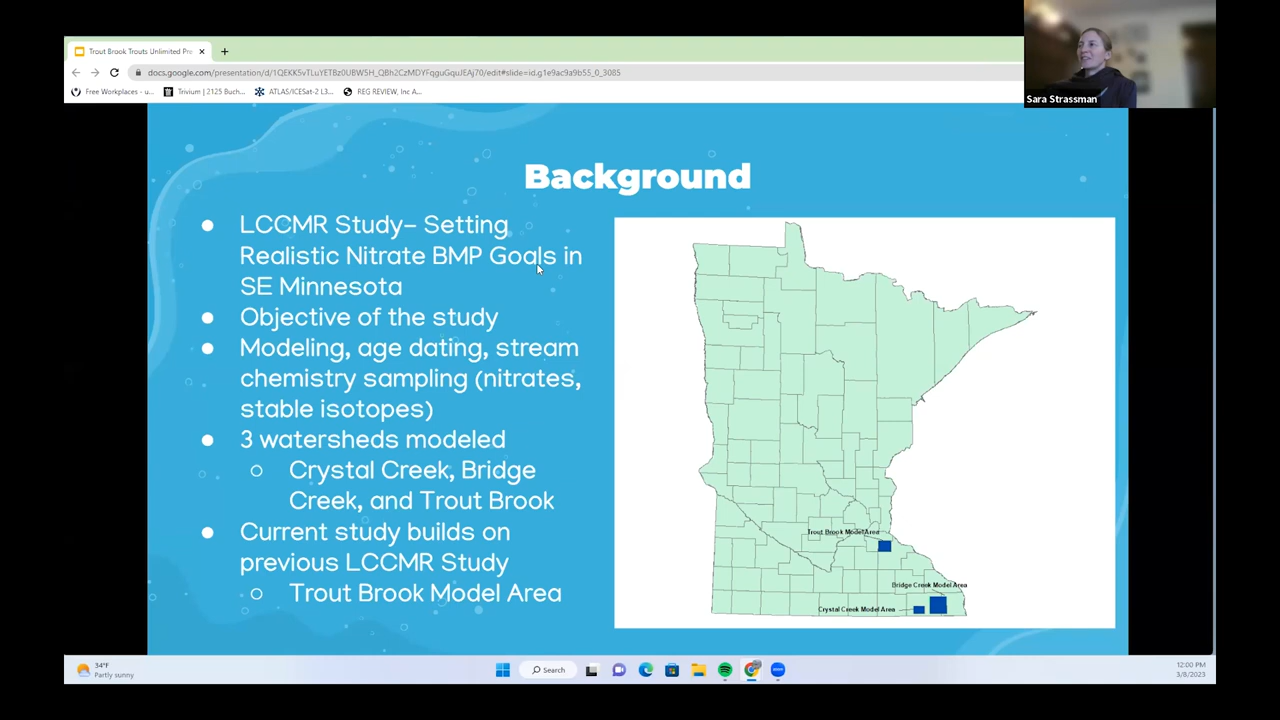 Trout Brook Trouts Unlimited Pre
docs.google.com/presentation/d/1QEKK5vTLuYETBz0UBW5H_QBh2CzMDYFqguGquJEAj70/edit#slide=id.g1e9ac9a9b55_0_3085
Free Workplaces - u...
Trivium | 2125 Buch...
ATLAS/ICESat-2 L3...
REG REVIEW, Inc A...
Sara Strassman
Background
● LCCMR Study- Setting
Realistic Nitrate BMP Goals in
SE Minnesota
● Objective of the study
● Modeling, age dating, stream
chemistry sampling (nitrates,
stable isotopes)
● 3 watersheds modeled
○ Crystal Creek, Bridge
Creek, and Trout Brook
● Current study builds on
previous LCCMR Study
○ Trout Brook Model Area
Trout Brook Model Area
Bridge Creek Model Area
Crystal Creek Model Area
34°F
Partly sunny
Search
12:00 PM
3/8/2023